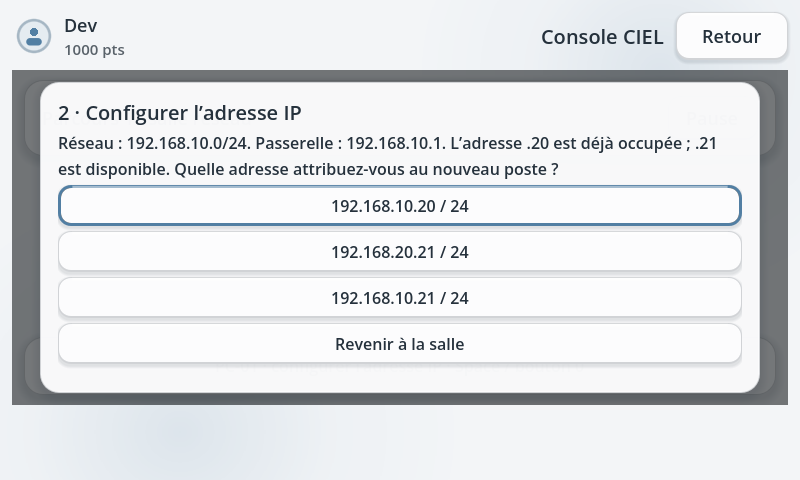 Dev
1000 pts
Console CIEL
Retour
2 · Configurer l’adresse IP
Réseau : 192.168.10.0/24. Passerelle : 192.168.10.1. L’adresse .20 est déjà occupée ; .21
est disponible. Quelle adresse attribuez-vous au nouveau poste ?
192.168.10.20 / 24
192.168.20.21 / 24
192.168.10.21 / 24
Revenir à la salle